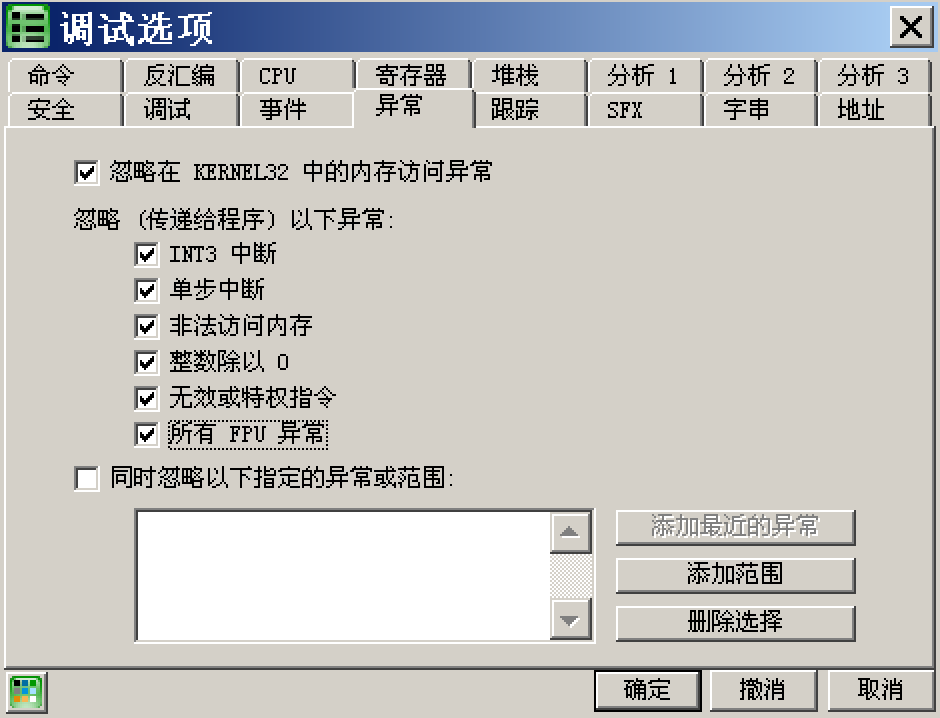 调试选项
命令 反汇编 CPU 寄存器 堆栈 分析 1 分析 2 分析 3
安全 调试 事件 异常 跟踪 SFX 字串 地址
忽略在 KERNEL32 中的内存访问异常
忽略 (传递给程序) 以下异常:
INT3 中断
单步中断
非法访问内存
整数除以 0
无效或特权指令
所有 FPU 异常
同时忽略以下指定的异常或范围:
添加最近的异常
添加范围
删除选择
确定 撤消 取消